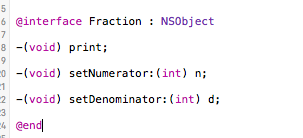 @interface Fraction : NSObject
-(void) print;
-(void) setNumerator:(int) n;
-(void) setDenominator:(int) d;
@end